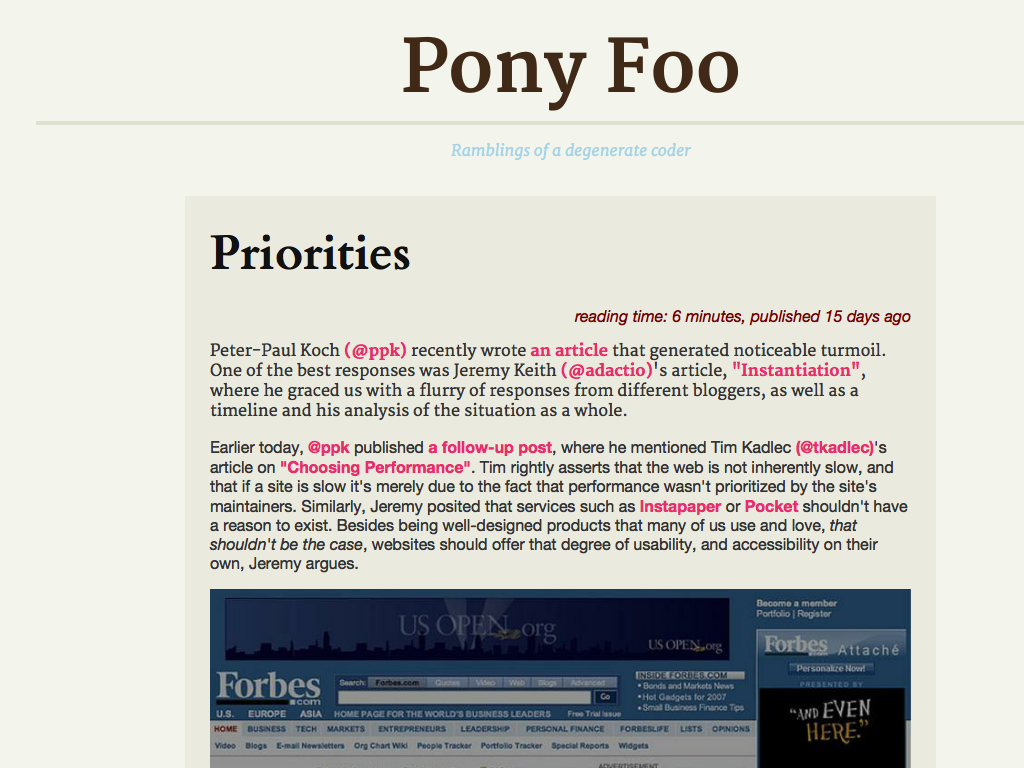 Pony Foo
Ramblings of a degenerate coder
Priorities
reading time: 6 minutes, published 15 days ago
Peter-Paul Koch (@ppk) recently wrote an article that generated noticeable turmoil.
One of the best responses was Jeremy Keith (@adactio)'s article, "Instantiation",
where he graced us with a flurry of responses from different bloggers, as well as a
timeline and his analysis of the situation as a whole.
Earlier today, @ppk published a follow-up post, where he mentioned Tim Kadlec (@tkadlec)'s
article on "Choosing Performance". Tim rightly asserts that the web is not inherently slow, and
that if a site is slow it's merely due to the fact that performance wasn't prioritized by the site's
maintainers. Similarly, Jeremy posited that services such as Instapaper or Pocket shouldn't have
a reason to exist. Besides being well-designed products that many of us use and love, that
shouldn't be the case, websites should offer that degree of usability, and accessibility on their
own, Jeremy argues.
US OPEN.org
US OPEN.org
Become a member
Portfolio | Register
Forbes Attaché
Personalize Now!
PRESENTED BY
"AND EVEN
HERE."
Forbes
.com
Search: Forbes.com Quotes Video Web Blogs Advanced
Go
INSIDE FORBES.COM
• Bonds and Markets News
• Hot Gadgets for 2007
• Small Business Finance Tips
U.S. EUROPE ASIA HOME PAGE FOR THE WORLD'S BUSINESS LEADERS Free Trial Issue
HOME BUSINESS TECH MARKETS ENTREPRENEURS LEADERSHIP PERSONAL FINANCE FORBESLIFE LISTS OPINIONS
Video Blogs E-mail Newsletters Org Chart Wiki People Tracker Portfolio Tracker Special Reports Widgets
ADVERTISEMENT